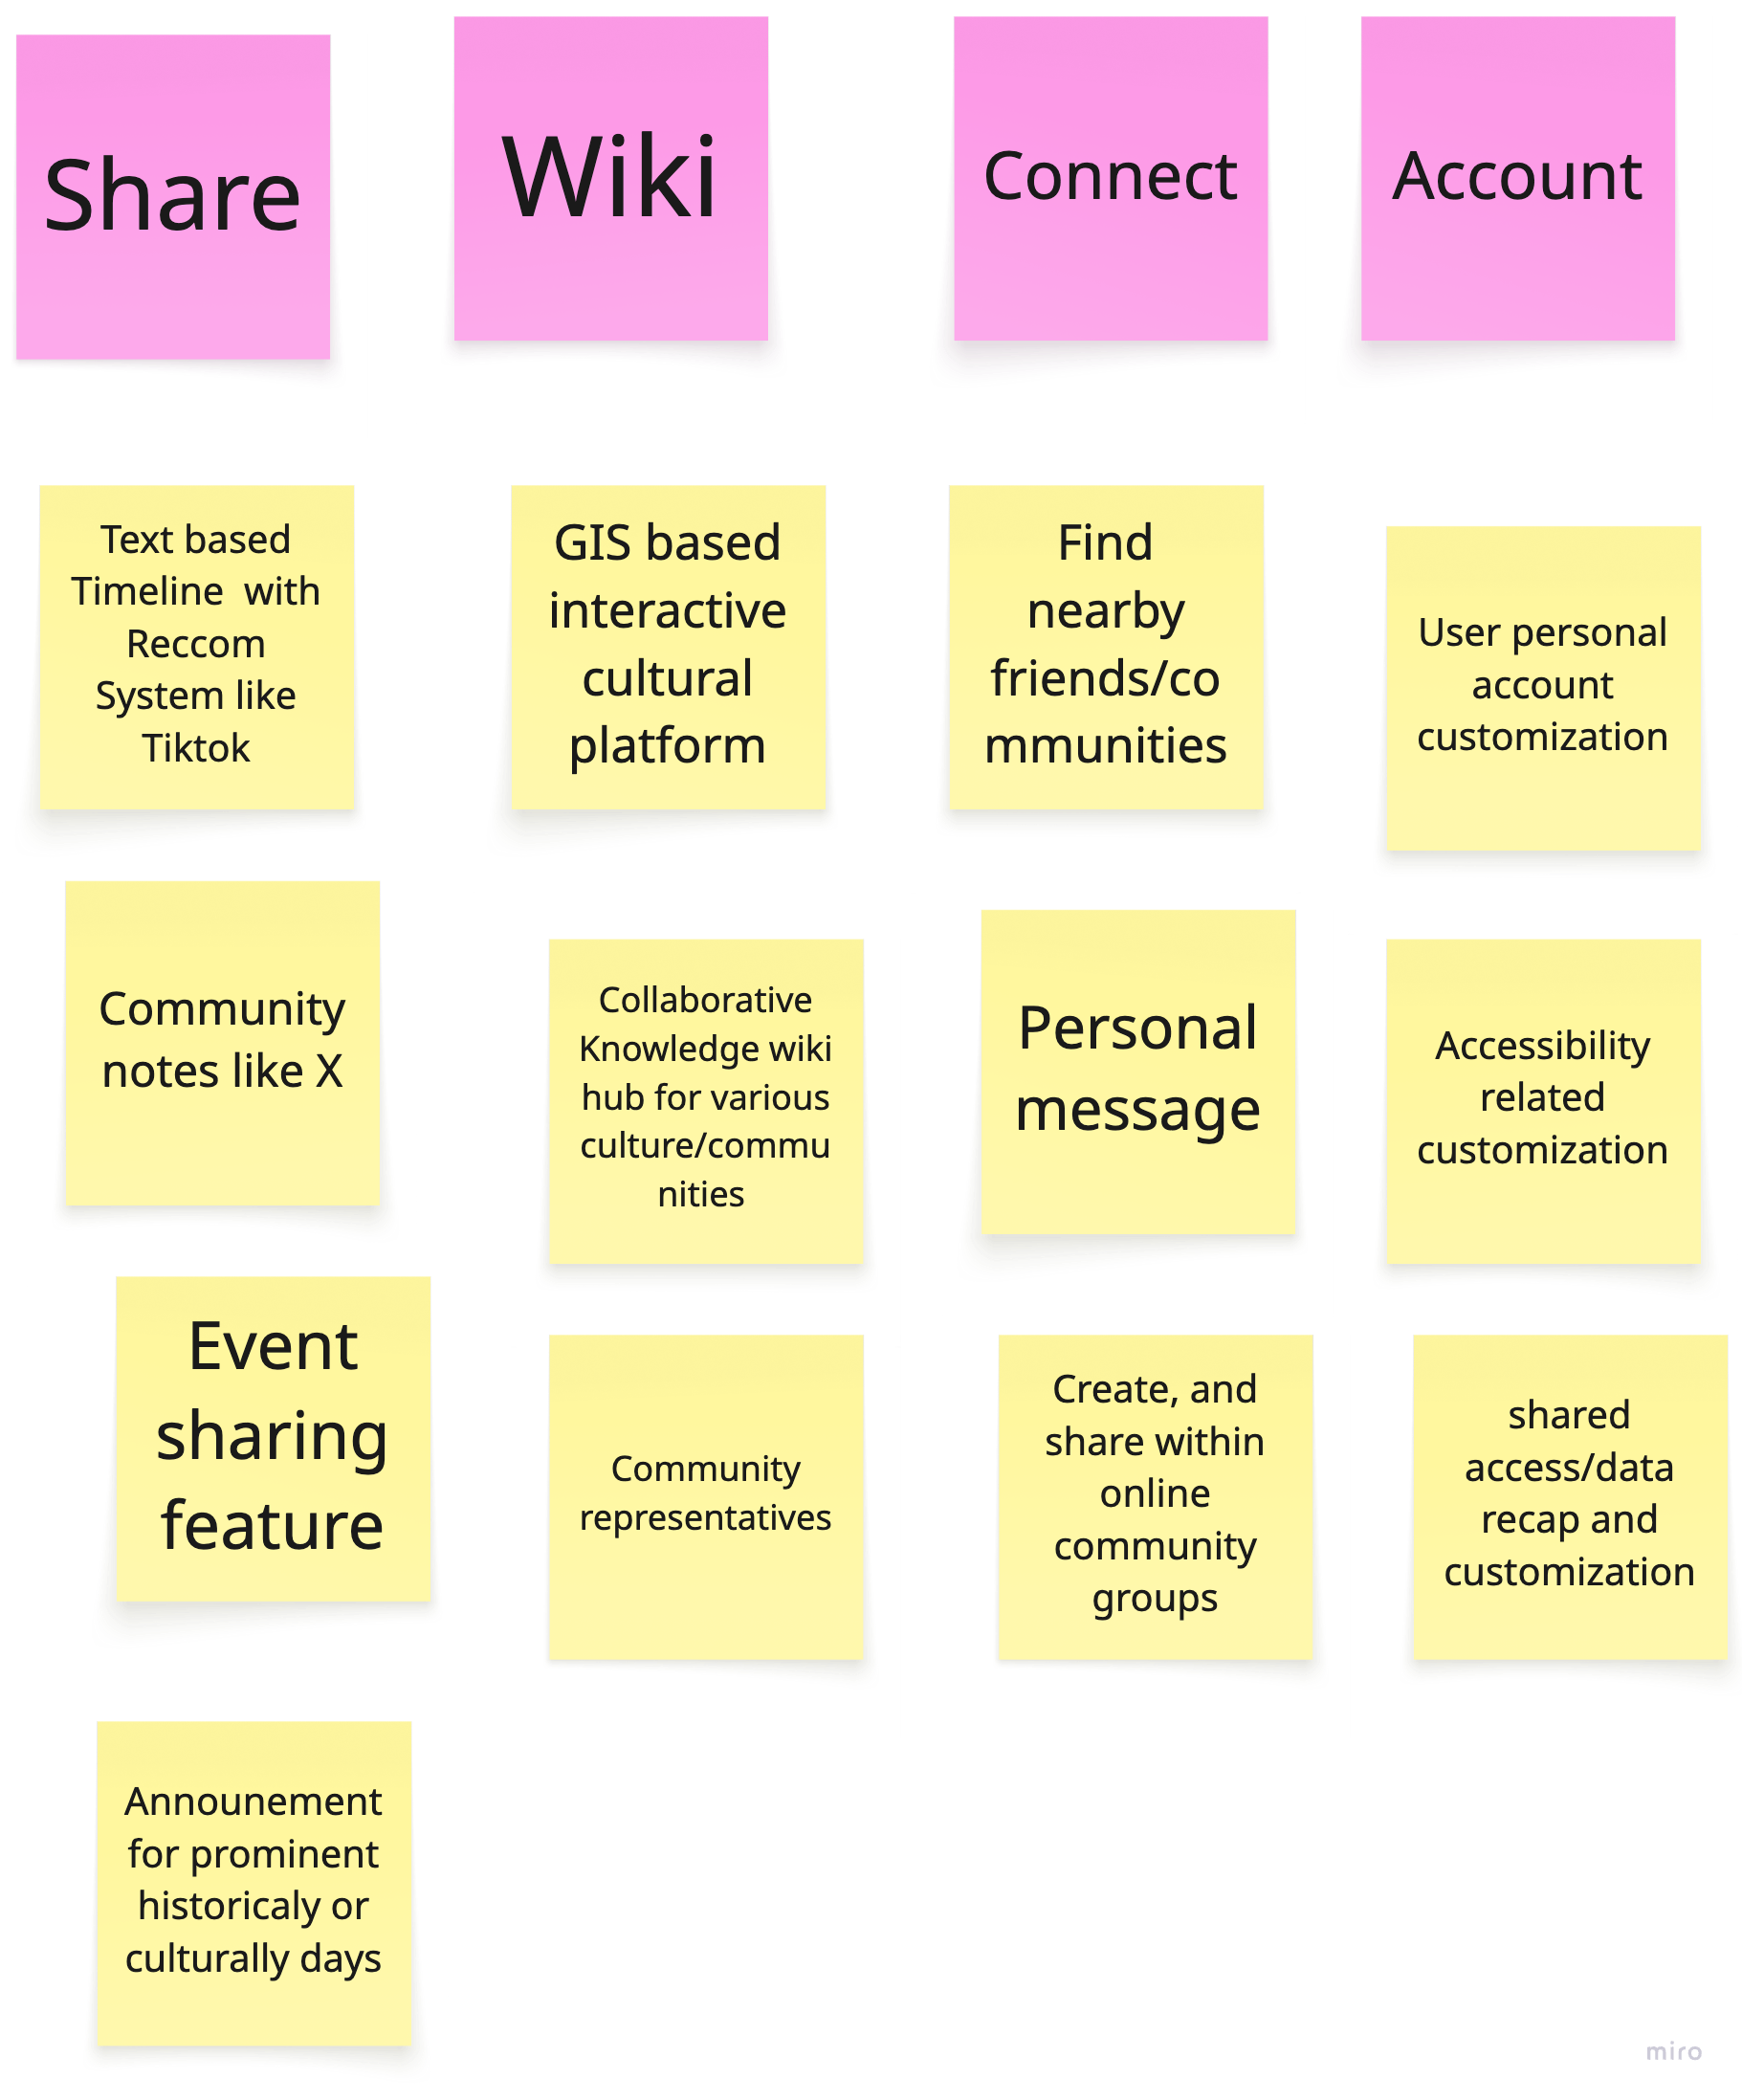 Share
Wiki
Connect
Account
Text based
Timeline with
Reccom
System like
Tiktok
Community
notes like X
Event
sharing
feature
Announement
for prominent
historicaly or
culturally days
GIS based
interactive
cultural
platform
Collaborative
Knowledge wiki
hub for various
culture/commu
nities
Community
representatives
Find
nearby
friends/co
mmunities
Personal
message
Create, and
share within
online
community
groups
User personal
account
customization
Accessibility
related
customization
shared
access/data
recap and
customization
miro